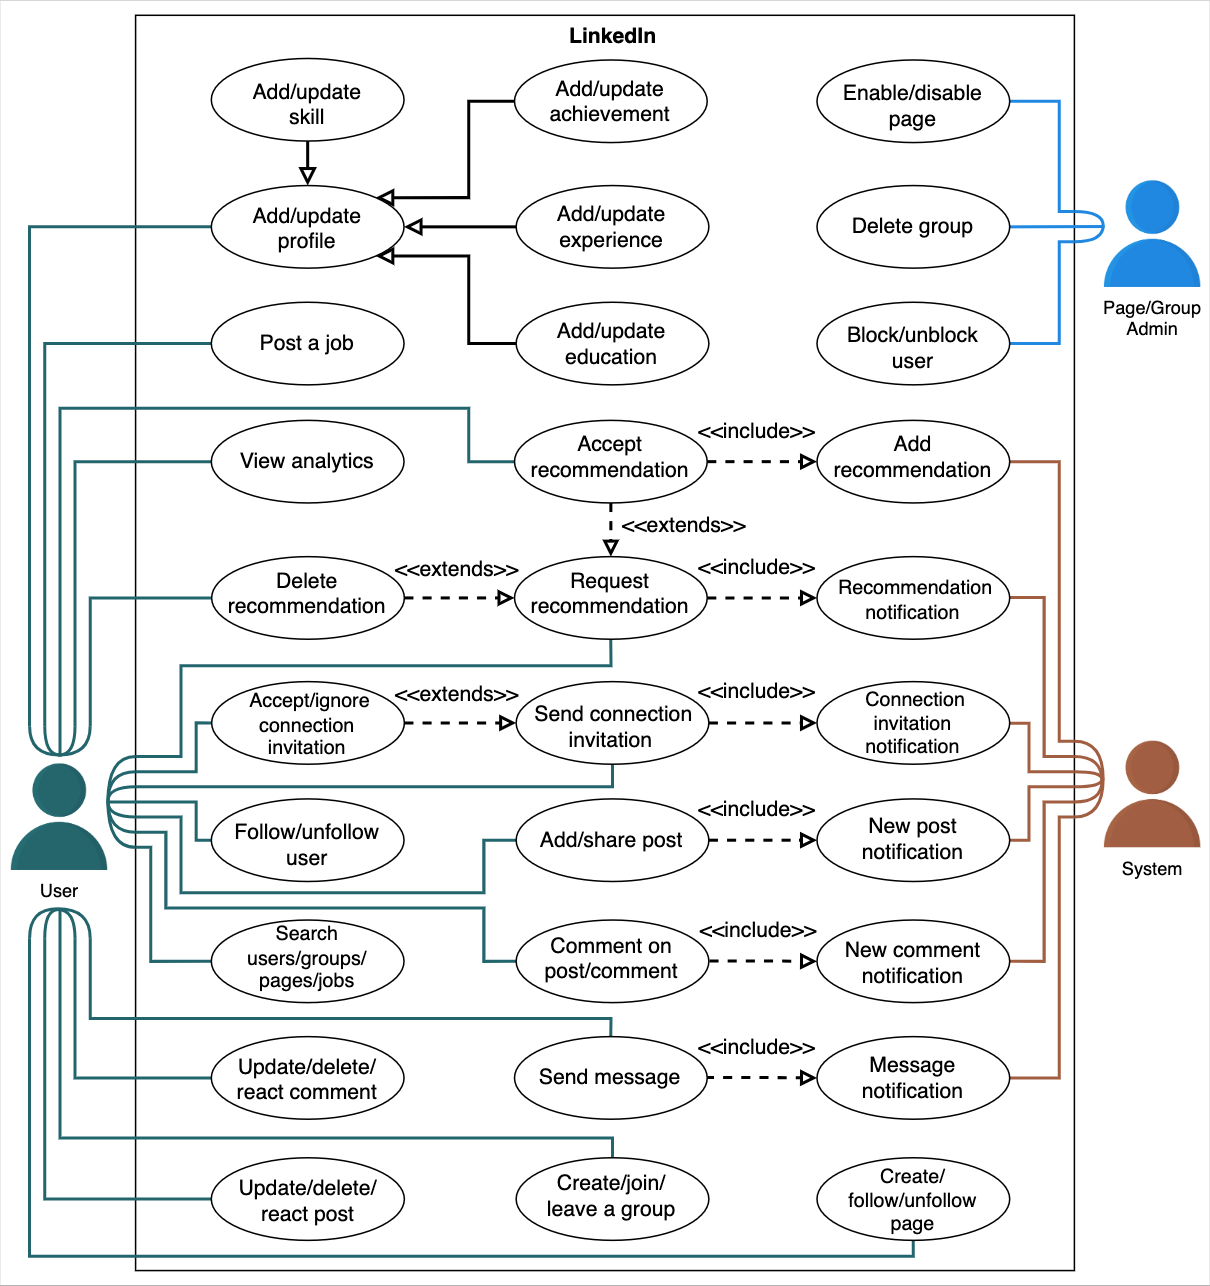 LinkedIn
Add/update
skill
Add/update
achievement
Enable/disable
page
Add/update
profile
Add/update
experience
Delete group
Page/Group
Admin
Post a job
Add/update
education
Block/unblock
user
View analytics
Accept
recommendation
<<include>>
Add
recommendation
<<extends>>
Delete
recommendation
<<extends>>
Request
recommendation
<<include>>
Recommendation
notification
Accept/ignore
connection
invitation
<<extends>>
Send connection
invitation
<<include>>
Connection
invitation
notification
Follow/unfollow
user
Add/share post
<<include>>
New post
notification
User
System
Search
users/groups/
pages/jobs
Comment on
post/comment
<<include>>
New comment
notification
Update/delete/
react comment
Send message
<<include>>
Message
notification
Update/delete/
react post
Create/join/
leave a group
Create/
follow/unfollow
page